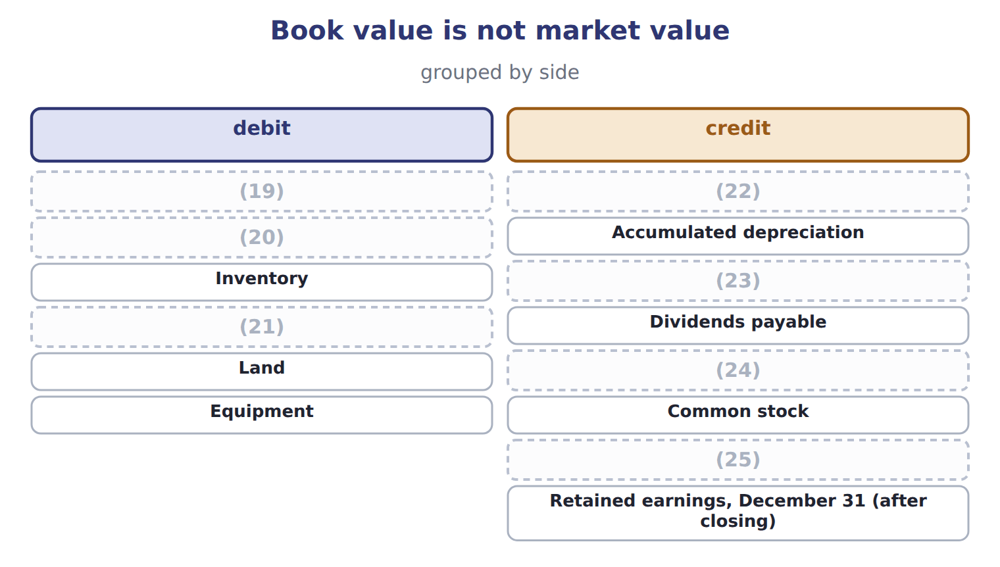 Book value is not market value
grouped by side
debit
(19)
(20)
Inventory
(21)
Land
Equipment
credit
(22)
Accumulated depreciation
(23)
Dividends payable
(24)
Common stock
(25)
Retained earnings, December 31 (after
closing)